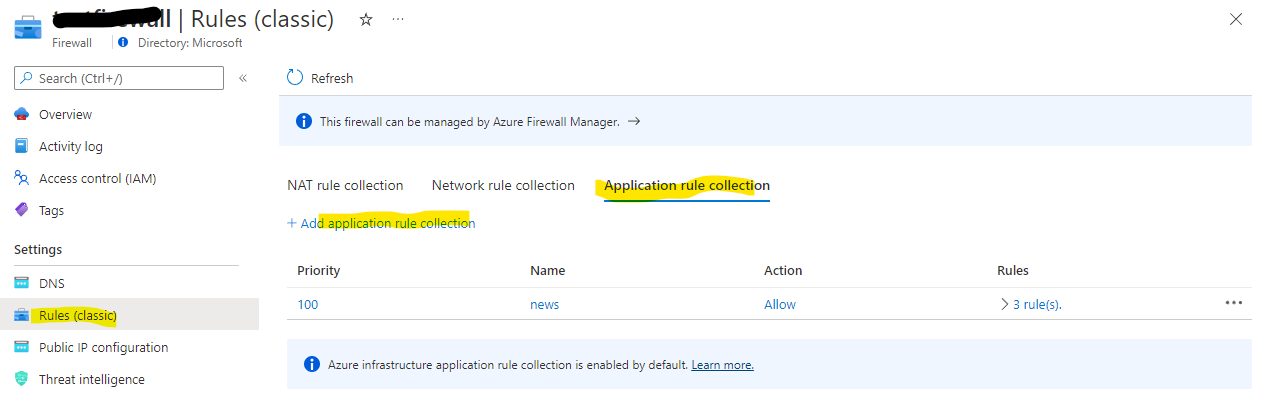 | Rules (classic)
Firewall
Directory: Microsoft
Search (Ctrl+/)
«
Refresh
Overview
This firewall can be managed by Azure Firewall Manager. →
Activity log
Access control (IAM)
NAT rule collection Network rule collection Application rule collection
Tags
+ Add application rule collection
Settings
Priority Name Action Rules
DNS
100 news Allow > 3 rule(s). ...
Rules (classic)
Public IP configuration
Azure infrastructure application rule collection is enabled by default. Learn more.
Threat intelligence